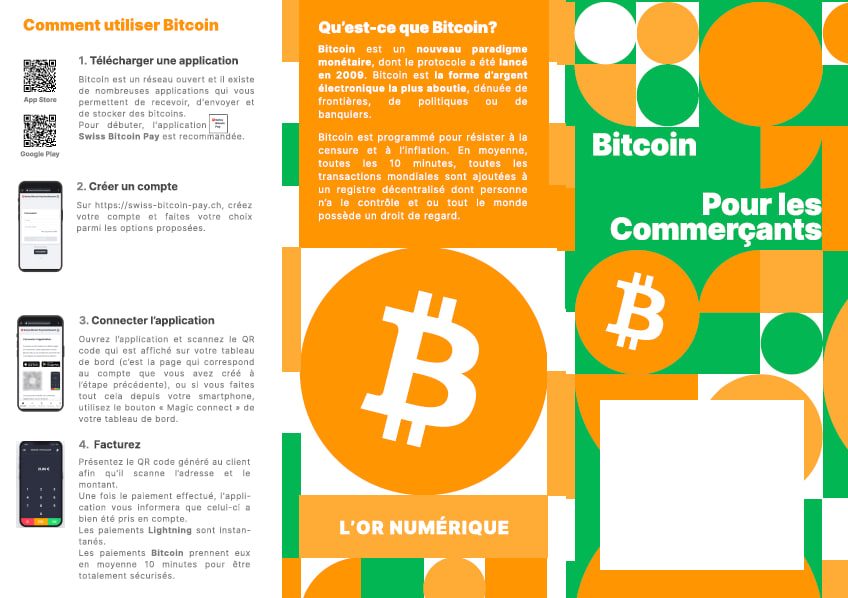 Comment utiliser Bitcoin
App Store
Google Play
1. Télécharger une application
Bitcoin est un réseau ouvert et il existe
de nombreuses applications qui vous
permettent de recevoir, d'envoyer et
de stocker des bitcoins.
Pour débuter, l'application
Swiss Bitcoin Pay est recommandée.
2. Créer un compte
Sur https://swiss-bitcoin-pay.ch, créez
votre compte et faites votre choix
parmi les options proposées.
3. Connecter l'application
Ouvrez l'application et scannez le QR
code qui est affiché sur votre tableau
de bord (c'est la page qui correspond
au compte que vous avez créé à
l'étape précédente), ou si vous faites
tout cela depuis votre smartphone,
utilisez le bouton « Magic connect » de
votre tableau de bord.
4. Facturez
Présentez le QR code généré au client
afin qu'il scanne l'adresse et le
montant.
Une fois le paiement effectué, l'appli-
cation vous informera que celui-ci a
bien été pris en compte.
Les paiements Lightning sont instan-
tanés.
Les paiements Bitcoin prennent eux
en moyenne 10 minutes pour être
totalement sécurisés.
Qu'est-ce que Bitcoin?
Bitcoin est un nouveau paradigme
monétaire, dont le protocole a été lancé
en 2009. Bitcoin est la forme d'argent
électronique la plus aboutie, dénuée de
frontières, de politiques ou de
banquiers.
Bitcoin est programmé pour résister à la
censure et à l'inflation. En moyenne,
toutes les 10 minutes, toutes les
transactions mondiales sont ajoutées à
un registre décentralisé dont personne
n'a le contrôle et ou tout le monde
possède un droit de regard.
L'OR NUMÉRIQUE
Bitcoin
Pour les
Commerçants